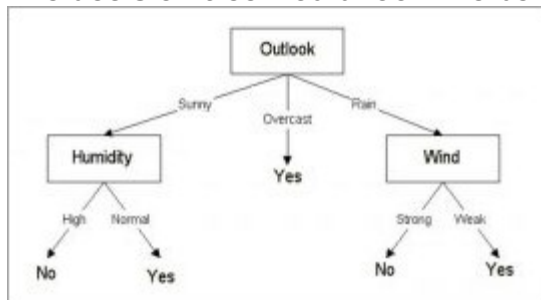 Outlook
Sunny
Overcast
Rain
Humidity
Yes
Wind
High
Normal
Strong
Weak
No
Yes
No
Yes